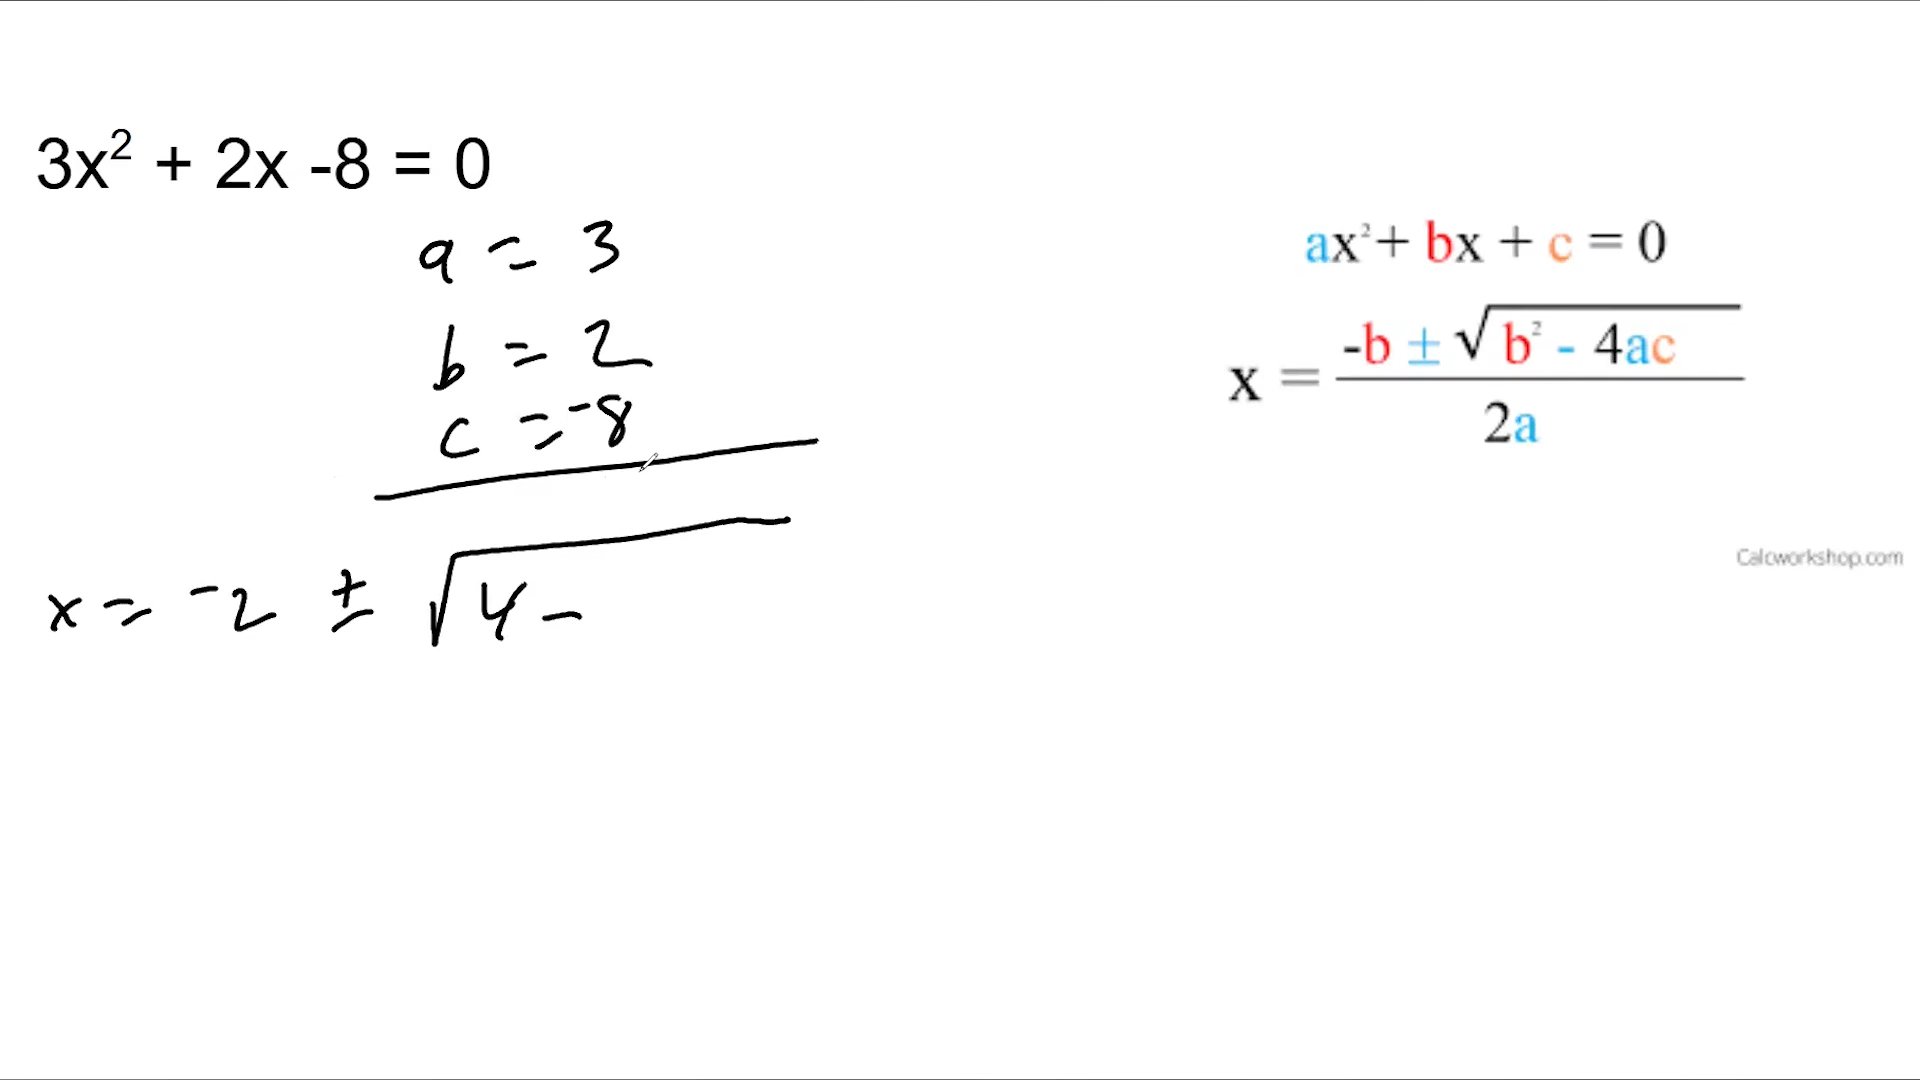 3x² + 2x -8 = 0
a = 3
b = 2
c = -8
x = -2 ± √4 -
ax² + bx + c = 0
x = -b ± √b² - 4ac / 2a
Calcworkshop.com